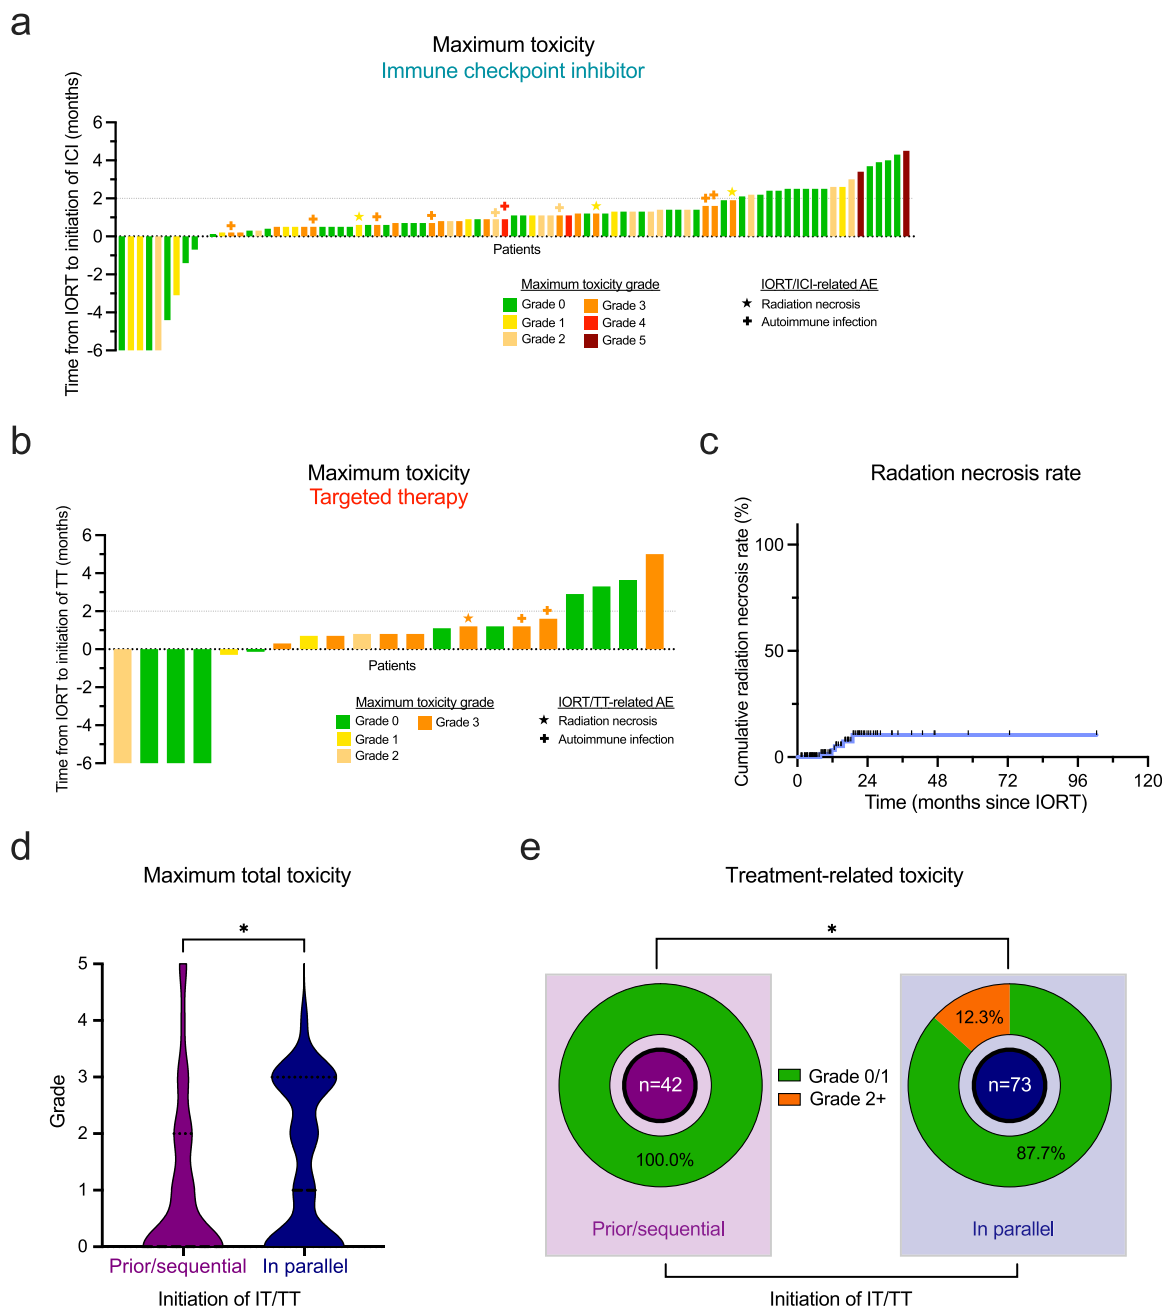 a
Maximum toxicity
Immune checkpoint inhibitor
Time from IORT to initiation of ICI (months)
6
4
2
0
-2
-4
-6
Patients
Maximum toxicity grade
Grade 0
Grade 1
Grade 2
Grade 3
Grade 4
Grade 5
IORT/ICI-related AE
Radiation necrosis
Autoimmune infection
b
Maximum toxicity
Targeted therapy
Time from IORT to initiation of TT (months)
6
4
2
0
-2
-4
-6
Patients
Maximum toxicity grade
Grade 0
Grade 1
Grade 2
Grade 3
IORT/TT-related AE
Radiation necrosis
Autoimmune infection
c
Radation necrosis rate
Cumulative radiation necrosis rate (%)
100
50
0
0 24 48 72 96 120
Time (months since IORT)
d
Maximum total toxicity
*
Grade
5
4
3
2
1
0
Prior/sequential In parallel
Initiation of IT/TT
e
Treatment-related toxicity
*
n=42
100.0%
Prior/sequential
Grade 0/1
Grade 2+
12.3%
n=73
87.7%
In parallel
Initiation of IT/TT